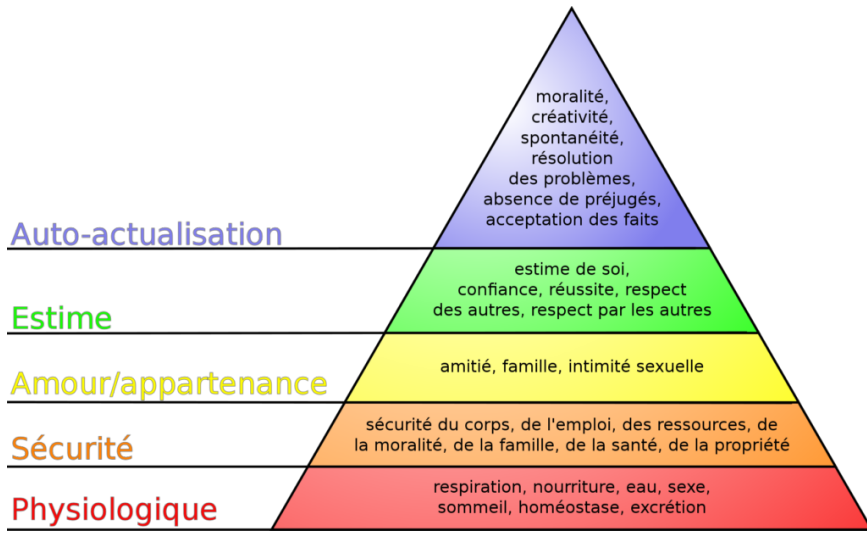 moralité,
créativité,
spontanéité,
résolution
des problèmes,
absence de préjugés,
acceptation des faits
Auto-actualisation
estime de soi,
confiance, réussite, respect
des autres, respect par les autres
Estime
amitié, famille, intimité sexuelle
Amour/appartenance
sécurité du corps, de l'emploi, des ressources, de
la moralité, de la famille, de la santé, de la propriété
Sécurité
respiration, nourriture, eau, sexe,
sommeil, homéostase, excrétion
Physiologique